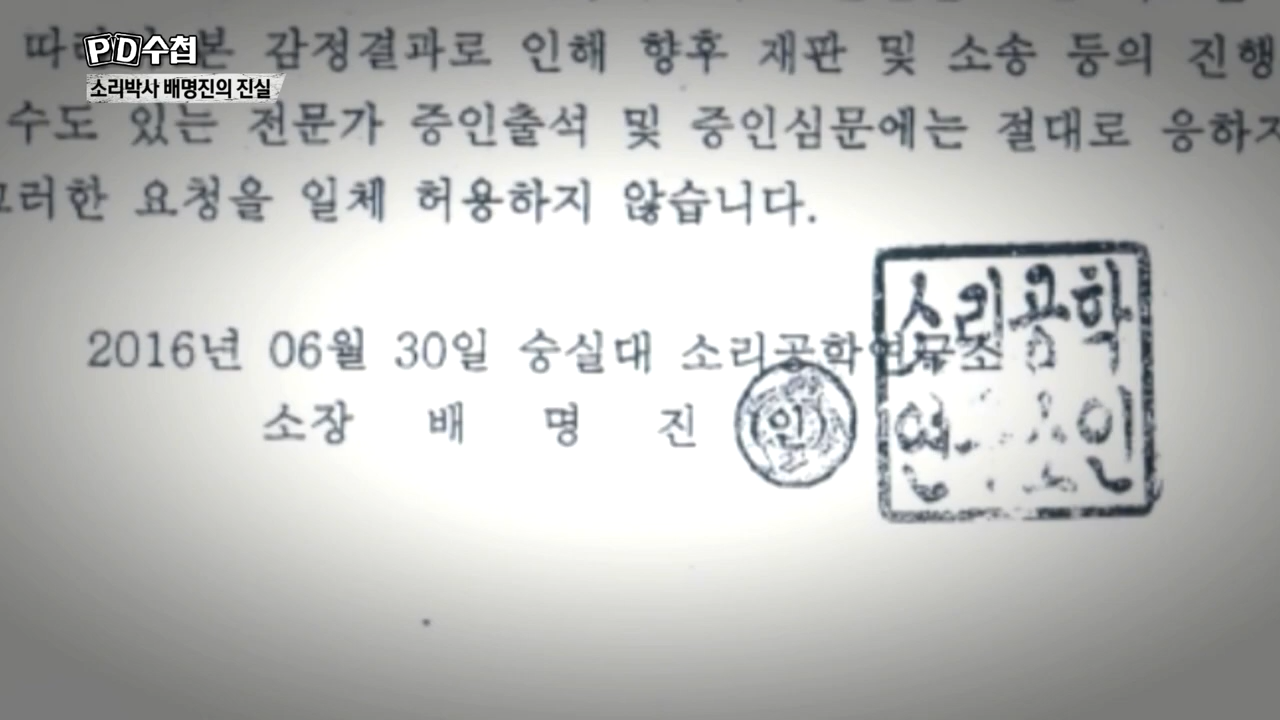 PD수첩
소리박사 배명진의 진실
따라 본 감정결과로 인해 향후 재판 및 소송 등의 진행
수도 있는 전문가 증인출석 및 증인심문에는 절대로 응하지
그러한 요청을 일체 허용하지 않습니다.
2016년 06월 30일 숭실대 소리공학연구소
소장 배 명 진 (인)
소리공학
연구소인